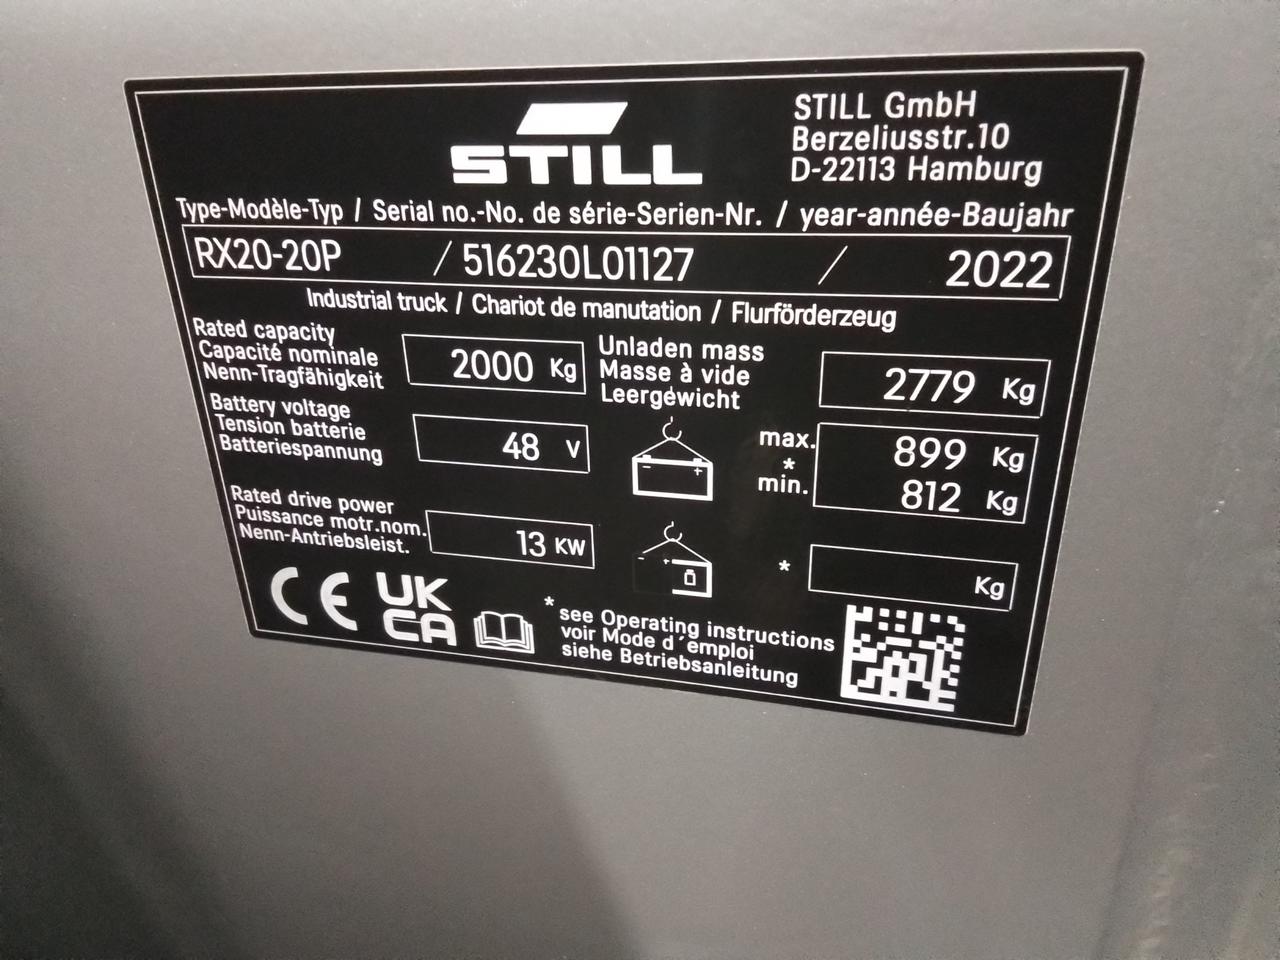 STILL
STILL GmbH
Berzeliusstr.10
D-22113 Hamburg
Type-Modèle-Typ / Serial no.-No. de série-Serien-Nr. / year-année-Baujahr
RX20-20P / 516230L01127 / 2022
Industrial truck / Chariot de manutation / Flurförderzeug
Rated capacity
Capacité nominale
Nenn-Tragfähigkeit
2000 Kg
Unladen mass
Masse à vide
Leergewicht
2779 Kg
Battery voltage
Tension batterie
Batteriespannung
48 V
max. 899 Kg
*
min. 812 Kg
Rated drive power
Puissance motr.nom.
Nenn-Antriebsleist.
13 KW
* Kg
CE
UK
CA
* see Operating instructions
voir Mode d´emploi
siehe Betriebsanleitung